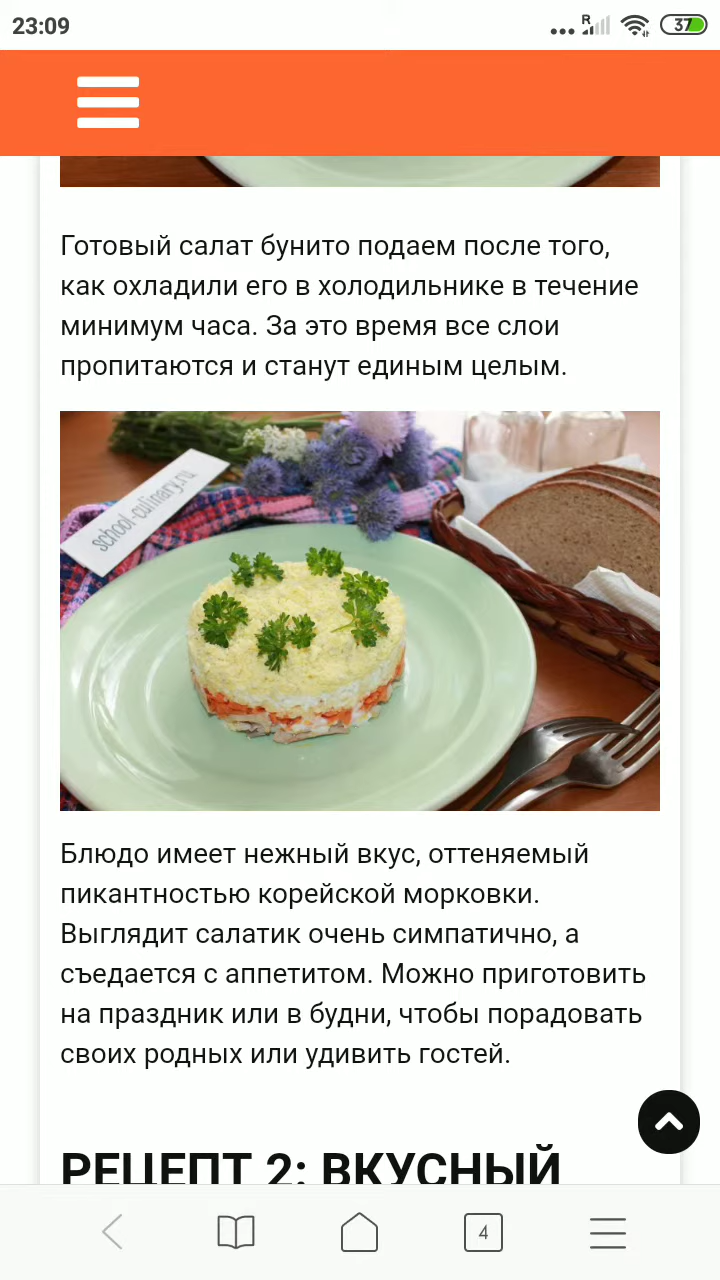 23:09
R
37
Готовый салат бунито подаем после того,
как охладили его в холодильнике в течение
минимум часа. За это время все слои
пропитаются и станут единым целым.
school-culinary.ru
Блюдо имеет нежный вкус, оттеняемый
пикантностью корейской морковки.
Выглядит салатик очень симпатично, а
съедается с аппетитом. Можно приготовить
на праздник или в будни, чтобы порадовать
своих родных или удивить гостей.
РЕЦЕПТ 2: ВКУСНЫЙ
4